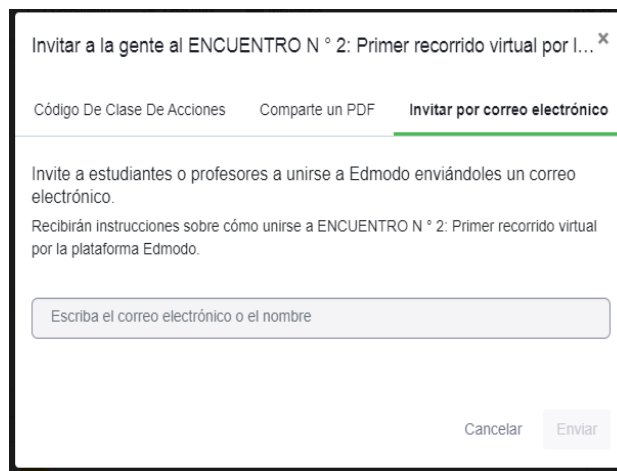 Invitar a la gente al ENCUENTRO N ° 2: Primer recorrido virtual por l... ×
Código De Clase De Acciones Comparte un PDF Invitar por correo electrónico
Invite a estudiantes o profesores a unirse a Edmodo enviándoles un correo
electrónico.
Recibirán instrucciones sobre cómo unirse a ENCUENTRO N ° 2: Primer recorrido virtual
por la plataforma Edmodo.
Escriba el correo electrónico o el nombre
Cancelar Enviar